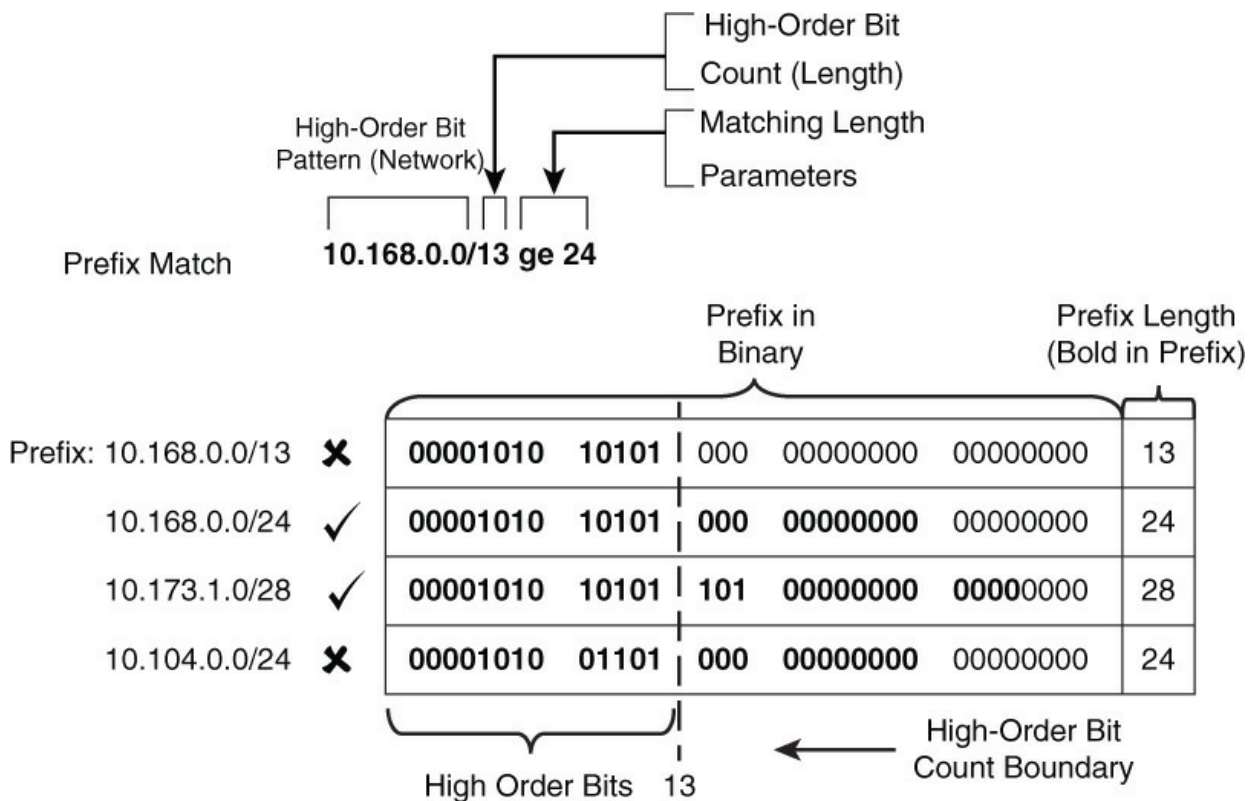 High-Order Bit
Count (Length)
Matching Length
Parameters
High-Order Bit
Pattern (Network)
Prefix Match 10.168.0.0/13 ge 24
Prefix in
Binary
Prefix Length
(Bold in Prefix)
Prefix: 10.168.0.0/13 ✘ 00001010 10101 000 00000000 00000000 13
10.168.0.0/24 ✓ 00001010 10101 000 00000000 00000000 24
10.173.1.0/28 ✓ 00001010 10101 101 00000000 00000000 28
10.104.0.0/24 ✘ 00001010 01101 000 00000000 00000000 24
High Order Bits 13
High-Order Bit
Count Boundary